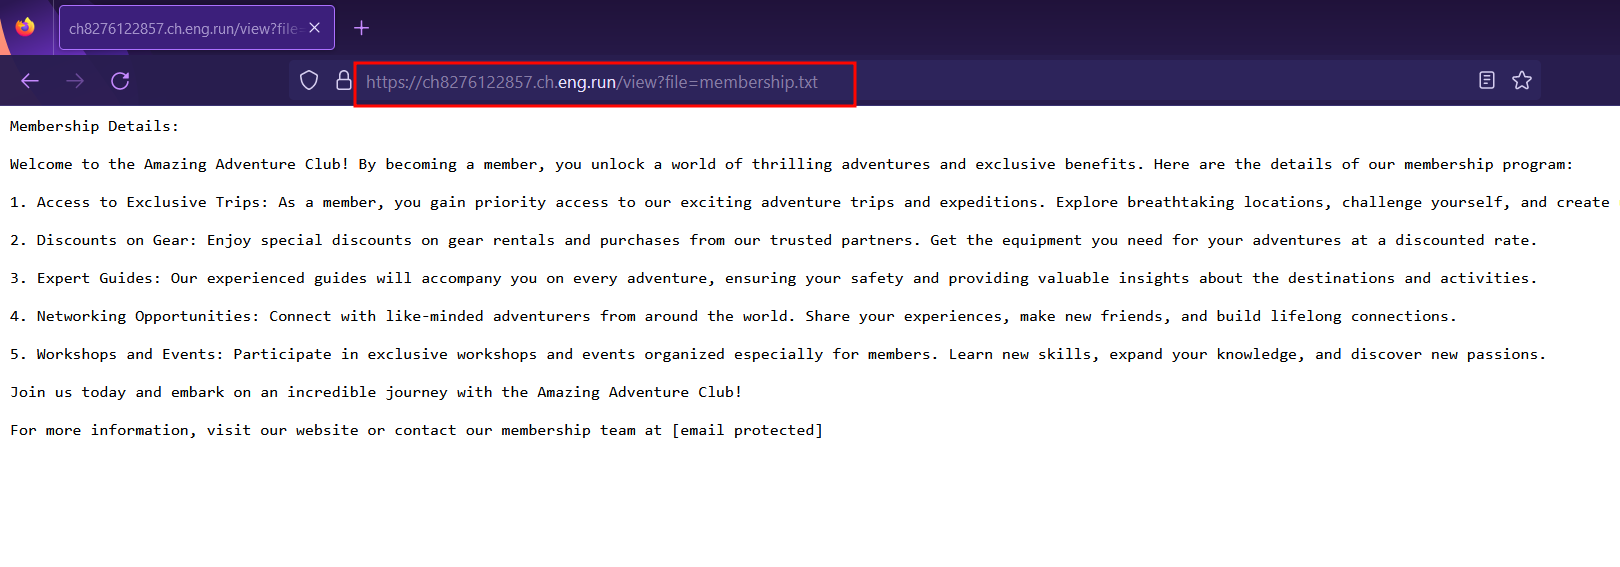 ch8276122857.ch.eng.run/view?file=
https://ch8276122857.ch.eng.run/view?file=membership.txt
Membership Details:
Welcome to the Amazing Adventure Club! By becoming a member, you unlock a world of thrilling adventures and exclusive benefits. Here are the details of our membership program:
1. Access to Exclusive Trips: As a member, you gain priority access to our exciting adventure trips and expeditions. Explore breathtaking locations, challenge yourself, and create
2. Discounts on Gear: Enjoy special discounts on gear rentals and purchases from our trusted partners. Get the equipment you need for your adventures at a discounted rate.
3. Expert Guides: Our experienced guides will accompany you on every adventure, ensuring your safety and providing valuable insights about the destinations and activities.
4. Networking Opportunities: Connect with like-minded adventurers from around the world. Share your experiences, make new friends, and build lifelong connections.
5. Workshops and Events: Participate in exclusive workshops and events organized especially for members. Learn new skills, expand your knowledge, and discover new passions.
Join us today and embark on an incredible journey with the Amazing Adventure Club!
For more information, visit our website or contact our membership team at [email protected]